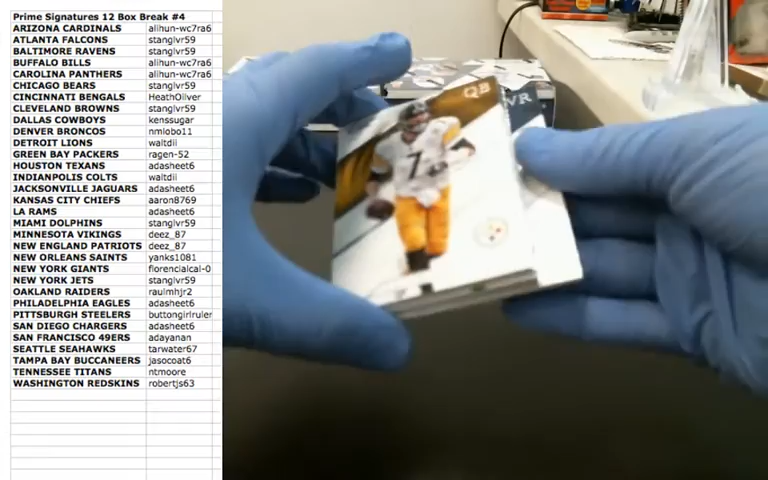 Prime Signatures 12 Box Break #4
ARIZONA CARDINALS alihun-wc7ra6
ATLANTA FALCONS stanglvr59
BALTIMORE RAVENS stanglvr59
BUFFALO BILLS alihun-wc7ra6
CAROLINA PANTHERS alihun-wc7ra6
CHICAGO BEARS stanglvr59
CINCINNATI BENGALS HeathOliver
CLEVELAND BROWNS stanglvr59
DALLAS COWBOYS kenssugar
DENVER BRONCOS nmlobo11
DETROIT LIONS waltdii
GREEN BAY PACKERS ragen-52
HOUSTON TEXANS adasheet6
INDIANPOLIS COLTS waltdii
JACKSONVILLE JAGUARS adasheet6
KANSAS CITY CHIEFS aaron8769
LA RAMS adasheet6
MIAMI DOLPHINS stanglvr59
MINNESOTA VIKINGS deez_87
NEW ENGLAND PATRIOTS deez_87
NEW ORLEANS SAINTS yanks1081
NEW YORK GIANTS florencialcal-0
NEW YORK JETS stanglvr59
OAKLAND RAIDERS raulmhjr2
PHILADELPHIA EAGLES adasheet6
PITTSBURGH STEELERS buttongirlruler
SAN DIEGO CHARGERS adasheet6
SAN FRANCISCO 49ERS adayanan
SEATTLE SEAHAWKS tarwater67
TAMPA BAY BUCCANEERS jasocoat6
TENNESSEE TITANS ntmoore
WASHINGTON REDSKINS robertjs63
QB
WR
7